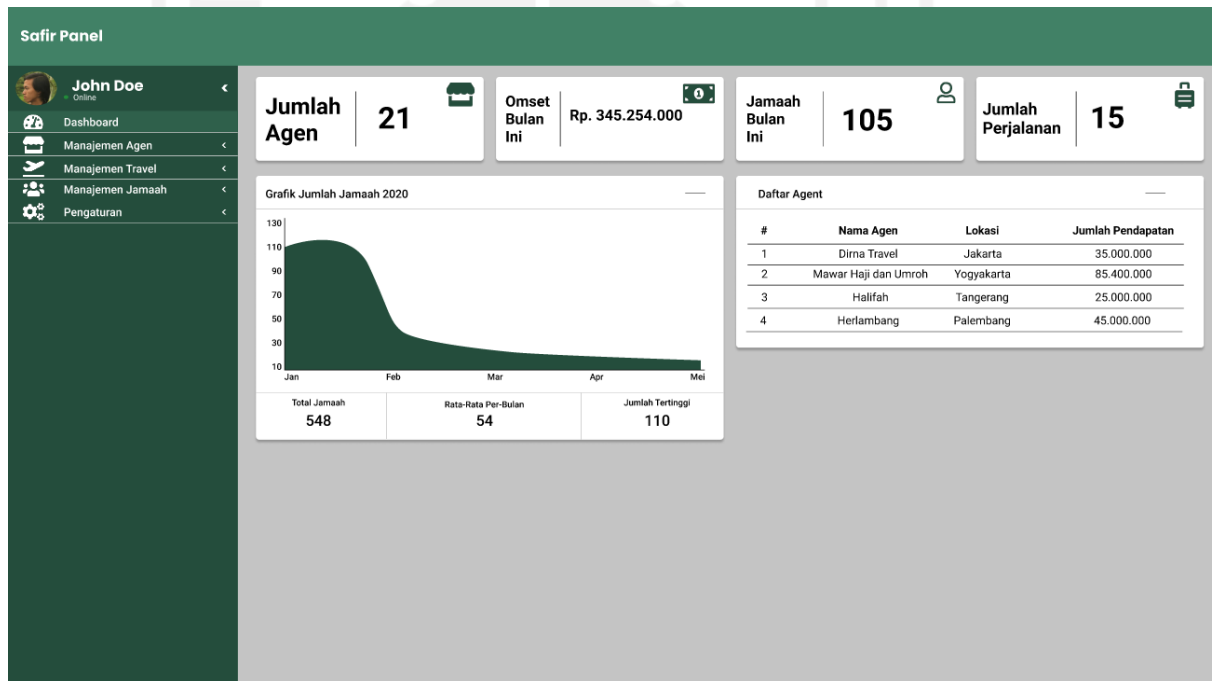 Safir Panel
John Doe
Online
Dashboard
Manajemen Agen
Manajemen Travel
Manajemen Jamaah
Pengaturan
Jumlah
Agen
21
Omset
Bulan
Ini
Rp. 345.254.000
Jamaah
Bulan
Ini
105
Jumlah
Perjalanan
15
Grafik Jumlah Jamaah 2020
130
110
90
70
50
30
10
Jan Feb Mar Apr Mei
Total Jamaah Rata-Rata Per-Bulan Jumlah Tertinggi
548 54 110
Daftar Agent
# Nama Agen Lokasi Jumlah Pendapatan
1 Dirna Travel Jakarta 35.000.000
2 Mawar Haji dan Umroh Yogyakarta 85.400.000
3 Halifah Tangerang 25.000.000
4 Herlambang Palembang 45.000.000